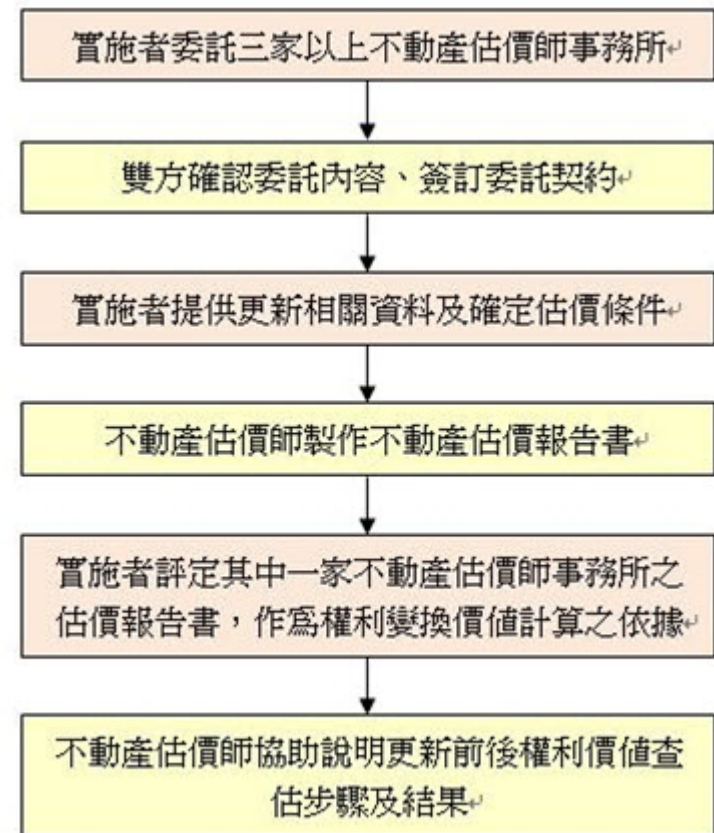 實施者委託三家以上不動產估價師事務所
雙方確認委託內容、簽訂委託契約
實施者提供更新相關資料及確定估價條件
不動產估價師製作不動產估價報告書
實施者評定其中一家不動產估價師事務所之
估價報告書，作為權利變換價值計算之依據
不動產估價師協助說明更新前後權利價值查
估步驟及結果